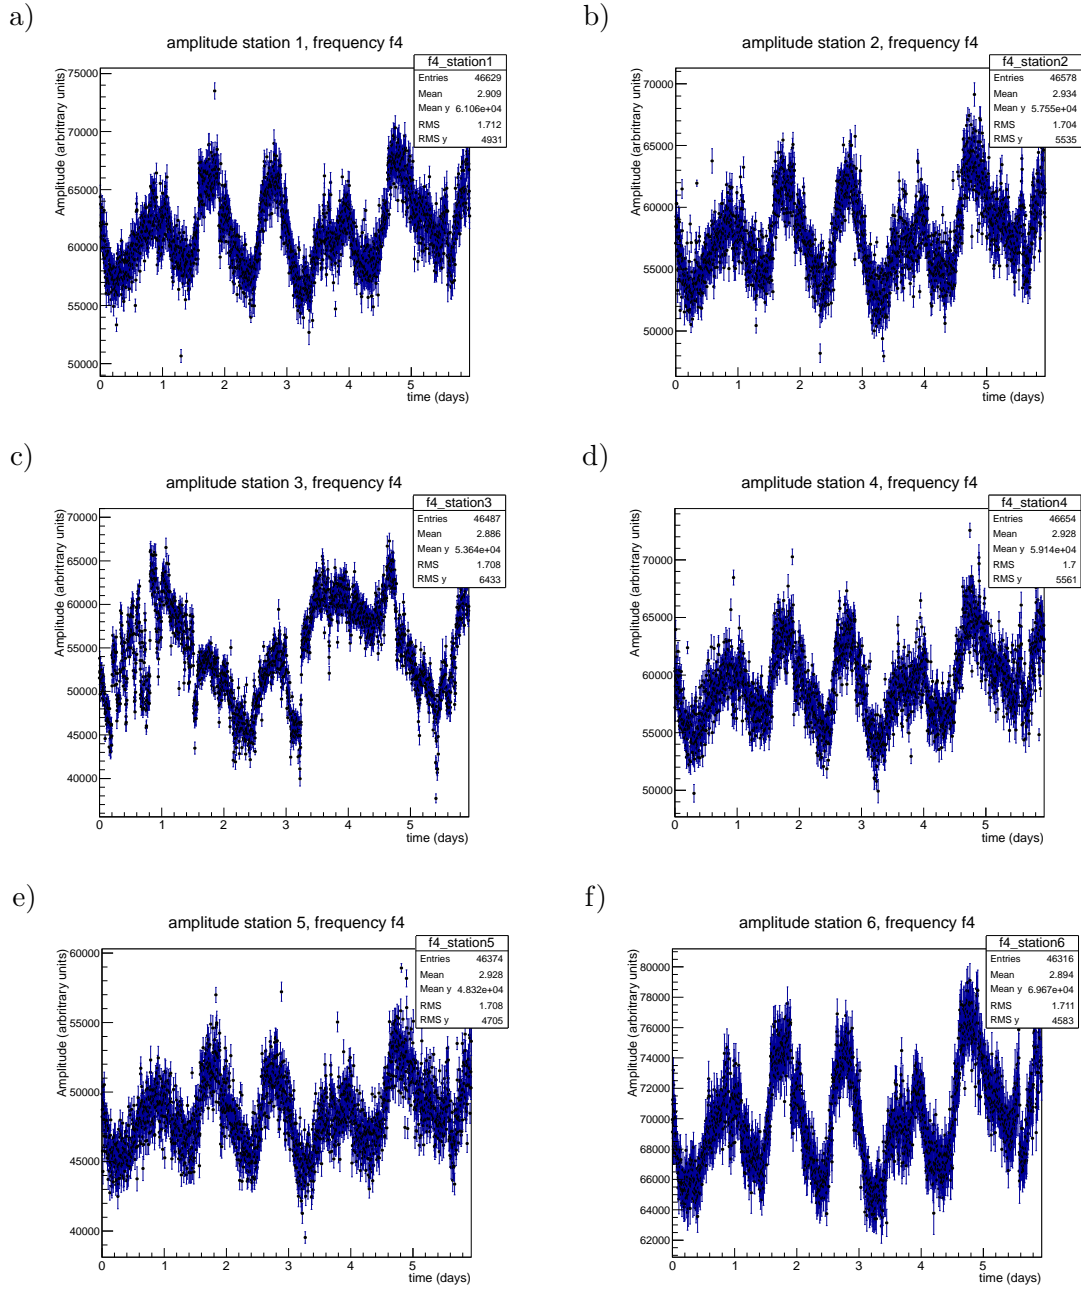 a)
amplitude station 1, frequency f4
f4_station1
Entries 46629
Mean 2.909
Mean y 6.106e+04
RMS 1.712
RMS y 4931
Amplitude (arbritrary units)
75000
70000
65000
60000
55000
50000
0 1 2 3 4 5
time (days)
b)
amplitude station 2, frequency f4
f4_station2
Entries 46578
Mean 2.934
Mean y 5.755e+04
RMS 1.704
RMS y 5535
Amplitude (arbritrary units)
70000
65000
60000
55000
50000
0 1 2 3 4 5
time (days)
c)
amplitude station 3, frequency f4
f4_station3
Entries 46487
Mean 2.886
Mean y 5.364e+04
RMS 1.708
RMS y 6433
Amplitude (arbritrary units)
70000
65000
60000
55000
50000
45000
40000
0 1 2 3 4 5
time (days)
d)
amplitude station 4, frequency f4
f4_station4
Entries 46654
Mean 2.928
Mean y 5.914e+04
RMS 1.7
RMS y 5561
Amplitude (arbritrary units)
70000
65000
60000
55000
50000
0 1 2 3 4 5
time (days)
e)
amplitude station 5, frequency f4
f4_station5
Entries 46374
Mean 2.928
Mean y 4.832e+04
RMS 1.708
RMS y 4705
Amplitude (arbritrary units)
60000
55000
50000
45000
40000
0 1 2 3 4 5
time (days)
f)
amplitude station 6, frequency f4
f4_station6
Entries 46316
Mean 2.894
Mean y 6.967e+04
RMS 1.711
RMS y 4583
Amplitude (arbritrary units)
80000
78000
76000
74000
72000
70000
68000
66000
64000
62000
0 1 2 3 4 5
time (days)